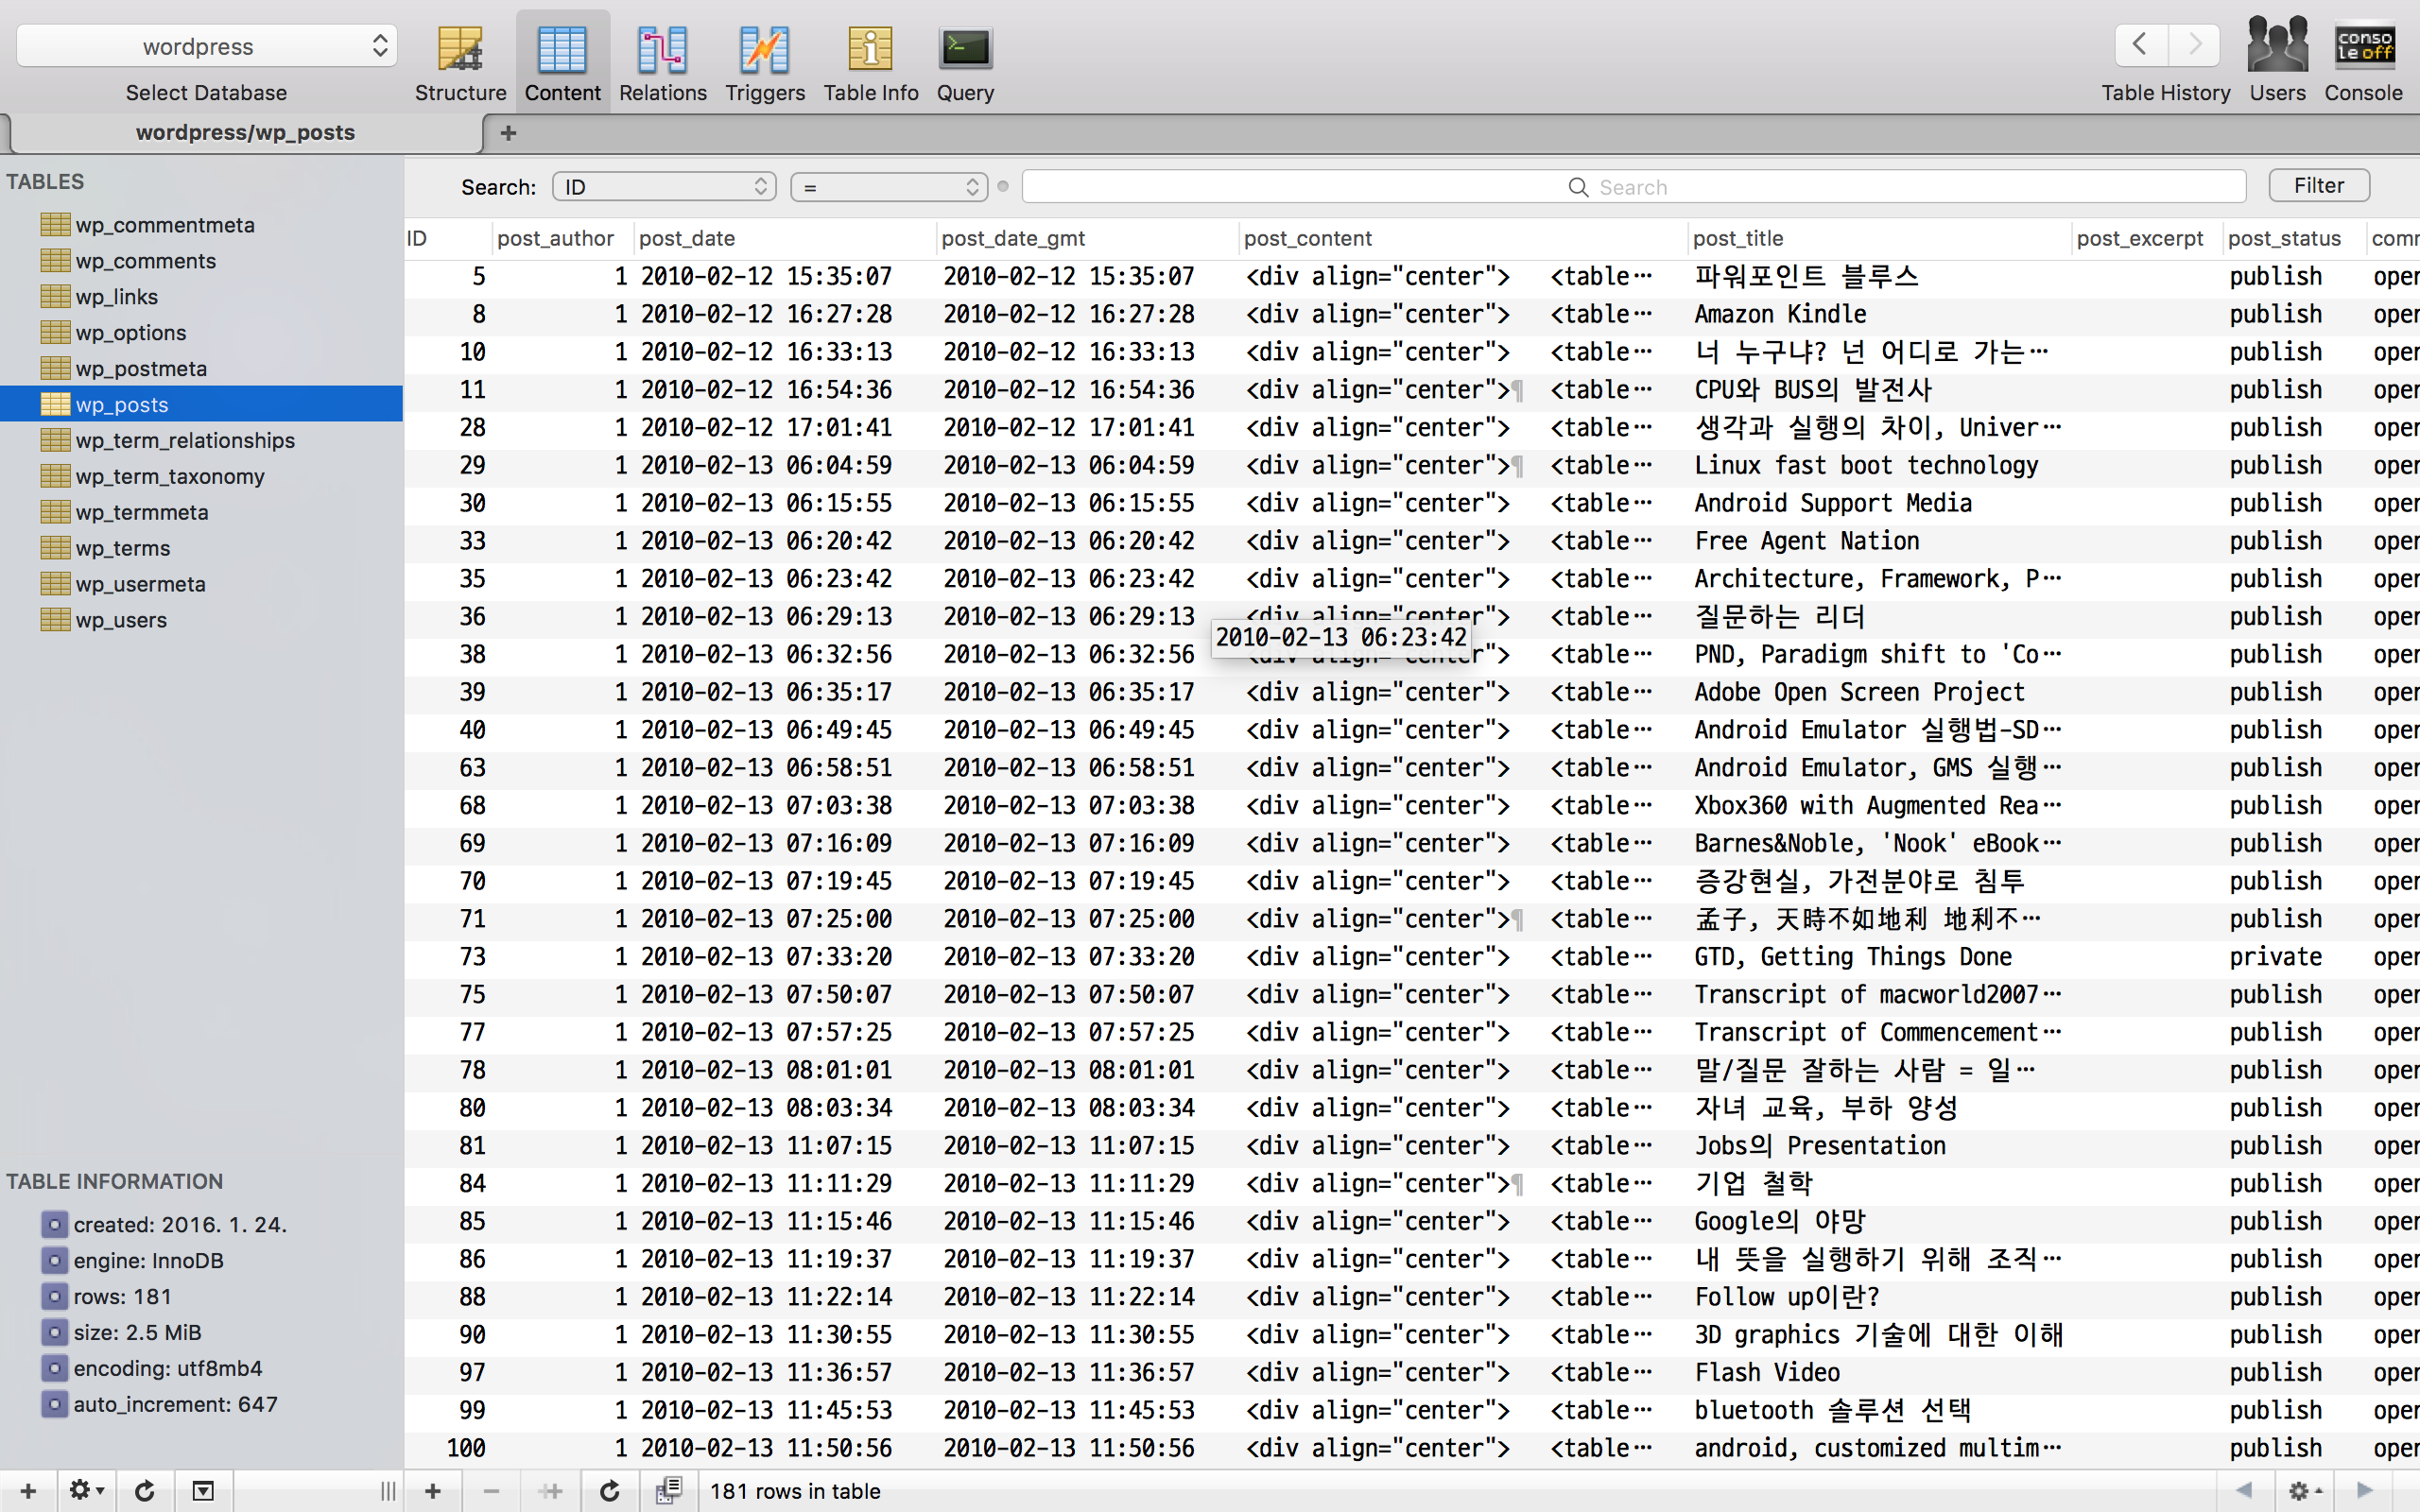 wordpress
Select Database
Structure Content Relations Triggers Table Info Query
Table History Users Console
conso
le off
wordpress/wp_posts +
TABLES
wp_commentmeta
wp_comments
wp_links
wp_options
wp_postmeta
wp_posts
wp_term_relationships
wp_term_taxonomy
wp_termmeta
wp_terms
wp_usermeta
wp_users
TABLE INFORMATION
created: 2016. 1. 24.
engine: InnoDB
rows: 181
size: 2.5 MiB
encoding: utf8mb4
auto_increment: 647
Search: ID = Search Filter
ID post_author post_date post_date_gmt post_content post_title post_excerpt post_status comm
5 1 2010-02-12 15:35:07 2010-02-12 15:35:07 <div align="center"> <table… 파워포인트 블루스 publish open
8 1 2010-02-12 16:27:28 2010-02-12 16:27:28 <div align="center"> <table… Amazon Kindle publish open
10 1 2010-02-12 16:33:13 2010-02-12 16:33:13 <div align="center"> <table… 너 누구냐? 넌 어디로 가는… publish open
11 1 2010-02-12 16:54:36 2010-02-12 16:54:36 <div align="center">¶ <table… CPU와 BUS의 발전사 publish open
28 1 2010-02-12 17:01:41 2010-02-12 17:01:41 <div align="center"> <table… 생각과 실행의 차이, Univer… publish open
29 1 2010-02-13 06:04:59 2010-02-13 06:04:59 <div align="center">¶ <table… Linux fast boot technology publish open
30 1 2010-02-13 06:15:55 2010-02-13 06:15:55 <div align="center"> <table… Android Support Media publish open
33 1 2010-02-13 06:20:42 2010-02-13 06:20:42 <div align="center"> <table… Free Agent Nation publish open
35 1 2010-02-13 06:23:42 2010-02-13 06:23:42 <div align="center"> <table… Architecture, Framework, P… publish open
36 1 2010-02-13 06:29:13 2010-02-13 06:29:13 <div align="center"> <table… 질문하는 리더 publish open
2010-02-13 06:23:42
38 1 2010-02-13 06:32:56 2010-02-13 06:32:56 <div align="center"> <table… PND, Paradigm shift to 'Co… publish open
39 1 2010-02-13 06:35:17 2010-02-13 06:35:17 <div align="center"> <table… Adobe Open Screen Project publish open
40 1 2010-02-13 06:49:45 2010-02-13 06:49:45 <div align="center"> <table… Android Emulator 실행법-SD… publish open
63 1 2010-02-13 06:58:51 2010-02-13 06:58:51 <div align="center"> <table… Android Emulator, GMS 실행… publish open
68 1 2010-02-13 07:03:38 2010-02-13 07:03:38 <div align="center"> <table… Xbox360 with Augmented Rea… publish open
69 1 2010-02-13 07:16:09 2010-02-13 07:16:09 <div align="center"> <table… Barnes&Noble, 'Nook' eBook… publish open
70 1 2010-02-13 07:19:45 2010-02-13 07:19:45 <div align="center"> <table… 증강현실, 가전분야로 침투 publish open
71 1 2010-02-13 07:25:00 2010-02-13 07:25:00 <div align="center">¶ <table… 孟子, 天時不如地利 地利不… publish open
73 1 2010-02-13 07:33:20 2010-02-13 07:33:20 <div align="center"> <table… GTD, Getting Things Done private open
75 1 2010-02-13 07:50:07 2010-02-13 07:50:07 <div align="center"> <table… Transcript of macworld2007… publish open
77 1 2010-02-13 07:57:25 2010-02-13 07:57:25 <div align="center"> <table… Transcript of Commencement… publish open
78 1 2010-02-13 08:01:01 2010-02-13 08:01:01 <div align="center"> <table… 말/질문 잘하는 사람 = 일… publish open
80 1 2010-02-13 08:03:34 2010-02-13 08:03:34 <div align="center"> <table… 자녀 교육, 부하 양성 publish open
81 1 2010-02-13 11:07:15 2010-02-13 11:07:15 <div align="center"> <table… Jobs의 Presentation publish open
84 1 2010-02-13 11:11:29 2010-02-13 11:11:29 <div align="center">¶ <table… 기업 철학 publish open
85 1 2010-02-13 11:15:46 2010-02-13 11:15:46 <div align="center"> <table… Google의 야망 publish open
86 1 2010-02-13 11:19:37 2010-02-13 11:19:37 <div align="center"> <table… 내 뜻을 실행하기 위해 조직… publish open
88 1 2010-02-13 11:22:14 2010-02-13 11:22:14 <div align="center"> <table… Follow up이란? publish open
90 1 2010-02-13 11:30:55 2010-02-13 11:30:55 <div align="center"> <table… 3D graphics 기술에 대한 이해 publish open
97 1 2010-02-13 11:36:57 2010-02-13 11:36:57 <div align="center"> <table… Flash Video publish open
99 1 2010-02-13 11:45:53 2010-02-13 11:45:53 <div align="center"> <table… bluetooth 솔루션 선택 publish open
100 1 2010-02-13 11:50:56 2010-02-13 11:50:56 <div align="center"> <table… android, customized multim… publish open
181 rows in table